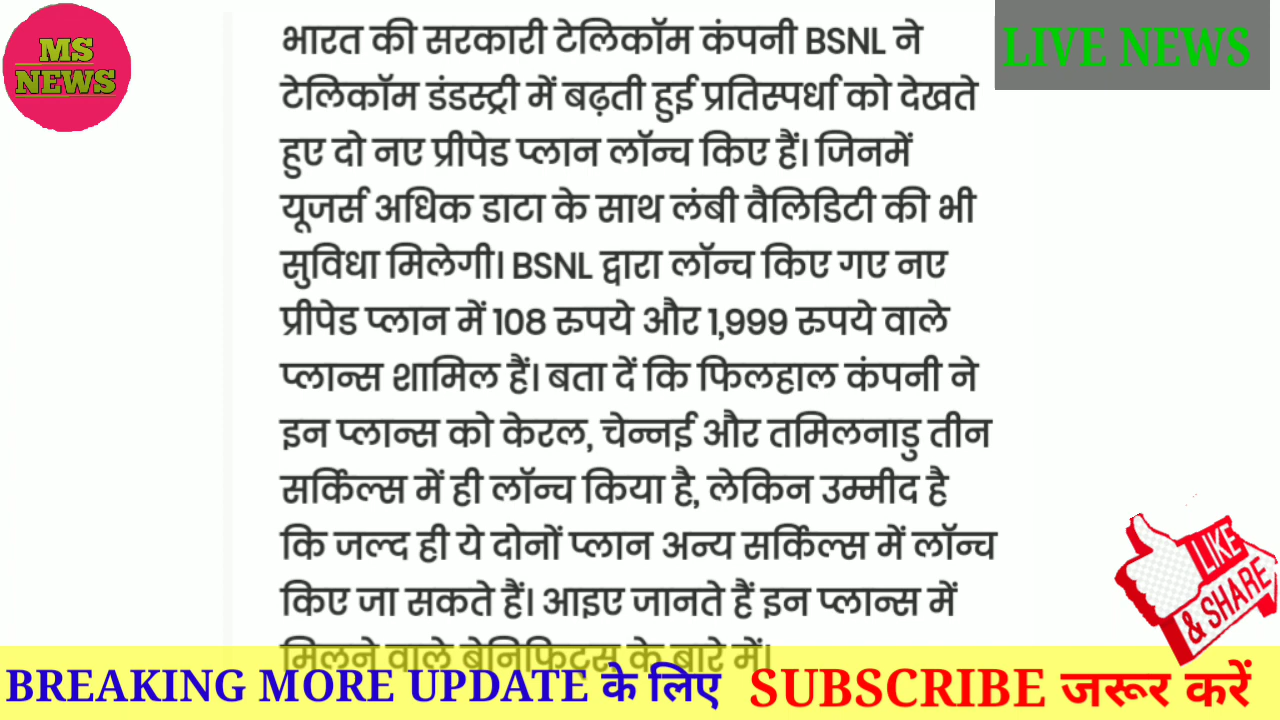 MS
NEWS
LIVE NEWS
भारत की सरकारी टेलिकॉम कंपनी BSNL ने
टेलिकॉम डंडस्ट्री में बढ़ती हुई प्रतिस्पर्धा को देखते
हुए दो नए प्रीपेड प्लान लॉन्च किए हैं। जिनमें
यूजर्स अधिक डाटा के साथ लंबी वैलिडिटी की भी
सुविधा मिलेगी। BSNL द्वारा लॉन्च किए गए नए
प्रीपेड प्लान में 108 रुपये और 1,999 रुपये वाले
प्लान्स शामिल हैं। बता दें कि फिलहाल कंपनी ने
इन प्लान्स को केरल, चेन्नई और तमिलनाडु तीन
सर्किल्स में ही लॉन्च किया है, लेकिन उम्मीद है
कि जल्द ही ये दोनों प्लान अन्य सर्किल्स में लॉन्च
किए जा सकते हैं। आइए जानते हैं इन प्लान्स में
मिलने वाले बेनिफिट्स के बारे में।
LIKE
& SHARE
BREAKING MORE UPDATE के लिए SUBSCRIBE जरूर करें